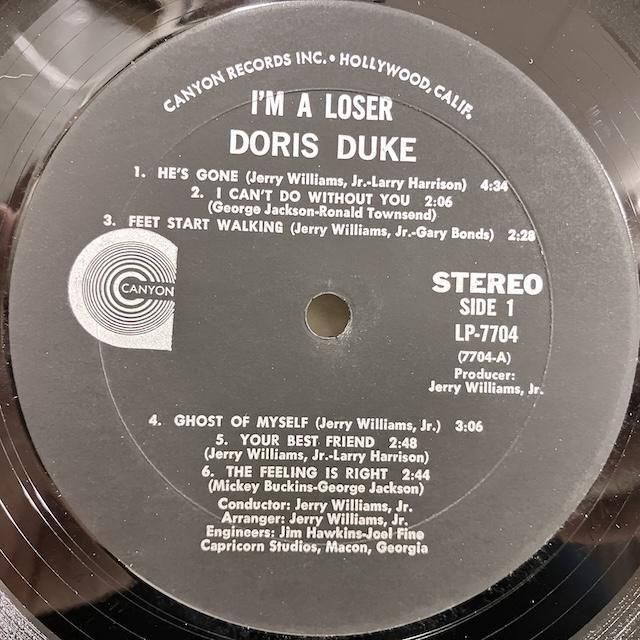 CANYON RECORDS INC. • HOLLYWOOD, CALIF.
I'M A LOSER
DORIS DUKE
1. HE'S GONE (Jerry Williams, Jr.-Larry Harrison) 4:34
2. I CAN'T DO WITHOUT YOU 2:06
(George Jackson-Ronald Townsend)
3. FEET START WALKING (Jerry Williams, Jr.-Gary Bonds) 2:28
CANYON
STEREO
SIDE 1
LP-7704
(7704-A)
Producer:
Jerry Williams, Jr.
4. GHOST OF MYSELF (Jerry Williams, Jr.) 3:06
5. YOUR BEST FRIEND 2:48
(Jerry Williams, Jr.-Larry Harrison)
6. THE FEELING IS RIGHT 2:44
(Mickey Buckins-George Jackson)
Conductor: Jerry Williams, Jr.
Arranger: Jerry Williams, Jr.
Engineers: Jim Hawkins-Joel Fine
Capricorn Studios, Macon, Georgia